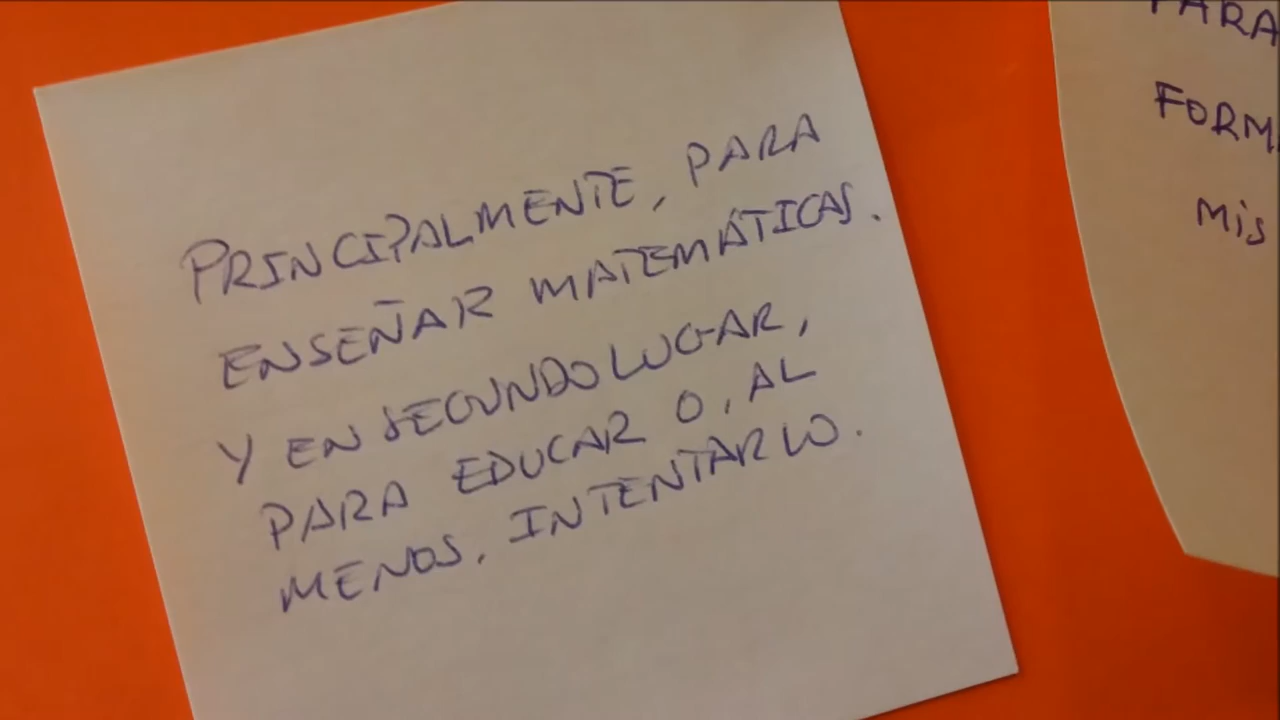 PRINCIPALMENTE, PARA
ENSEÑAR MATEMÁTICAS.
Y EN SEGUNDO LUGAR,
PARA EDUCAR O, AL
MENOS, INTENTARLO.
PARA
FORM
Mis